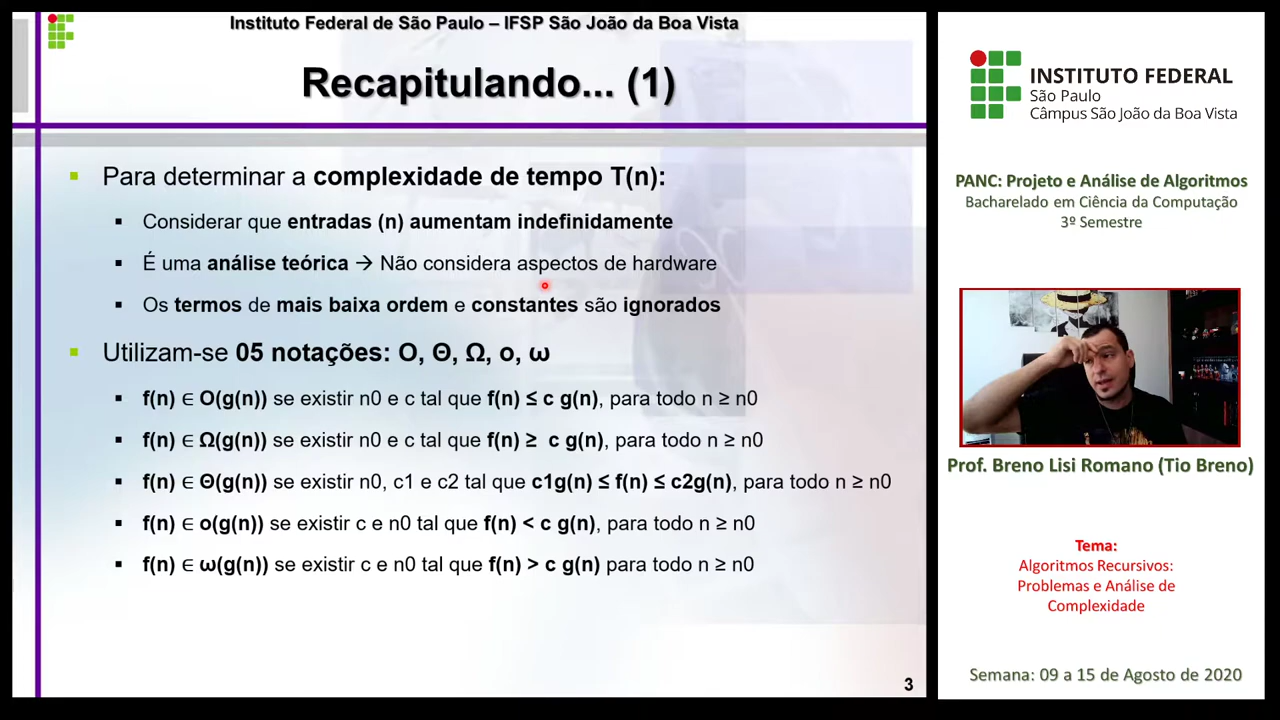 Instituto Federal de São Paulo – IFSP São João da Boa Vista
Recapitulando... (1)
Para determinar a complexidade de tempo T(n):
Considerar que entradas (n) aumentam indefinidamente
É uma análise teórica → Não considera aspectos de hardware
Os termos de mais baixa ordem e constantes são ignorados
Utilizam-se 05 notações: O, Θ, Ω, o, ω
f(n) ∈ O(g(n)) se existir n0 e c tal que f(n) ≤ c g(n), para todo n ≥ n0
f(n) ∈ Ω(g(n)) se existir n0 e c tal que f(n) ≥ c g(n), para todo n ≥ n0
f(n) ∈ Θ(g(n)) se existir n0, c1 e c2 tal que c1g(n) ≤ f(n) ≤ c2g(n), para todo n ≥ n0
f(n) ∈ o(g(n)) se existir c e n0 tal que f(n) < c g(n), para todo n ≥ n0
f(n) ∈ ω(g(n)) se existir c e n0 tal que f(n) > c g(n) para todo n ≥ n0
3
INSTITUTO FEDERAL
São Paulo
Câmpus São João da Boa Vista
PANC: Projeto e Análise de Algoritmos
Bacharelado em Ciência da Computação
3º Semestre
Prof. Breno Lisi Romano (Tio Breno)
Tema:
Algoritmos Recursivos:
Problemas e Análise de
Complexidade
Semana: 09 a 15 de Agosto de 2020